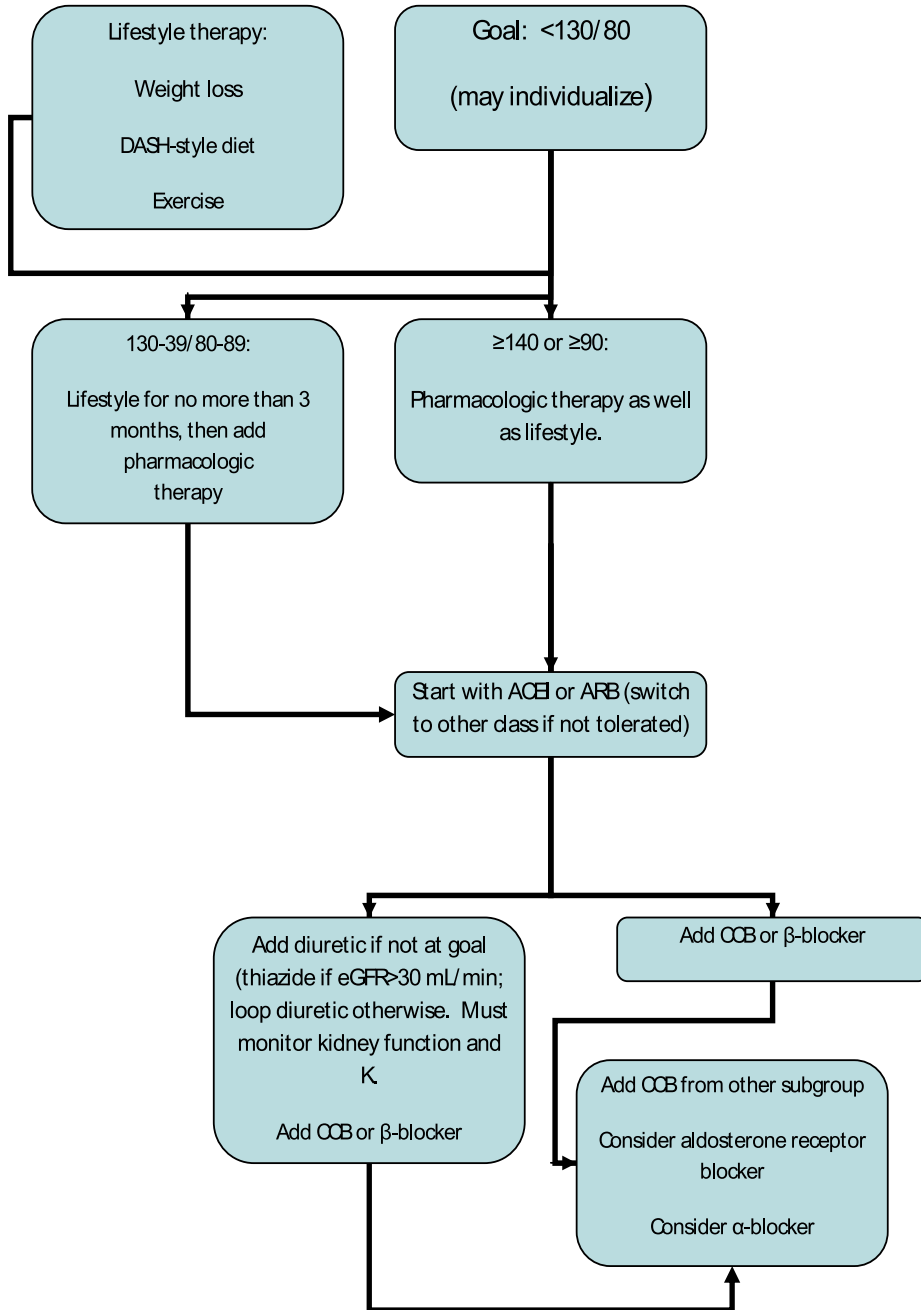 Lifestyle therapy:
Weight loss
DASH-style diet
Exercise
Goal: <130/80
(may individualize)
130-39/80-89:
Lifestyle for no more than 3
months, then add
pharmacologic
therapy
≥140 or ≥90:
Pharmacologic therapy as well
as lifestyle.
Start with ACEI or ARB (switch
to other class if not tolerated)
Add diuretic if not at goal
(thiazide if eGFR>30 mL/min;
loop diuretic otherwise. Must
monitor kidney function and
K.
Add CCB or β-blocker
Add CCB or β-blocker
Add CCB from other subgroup
Consider aldosterone receptor
blocker
Consider α-blocker